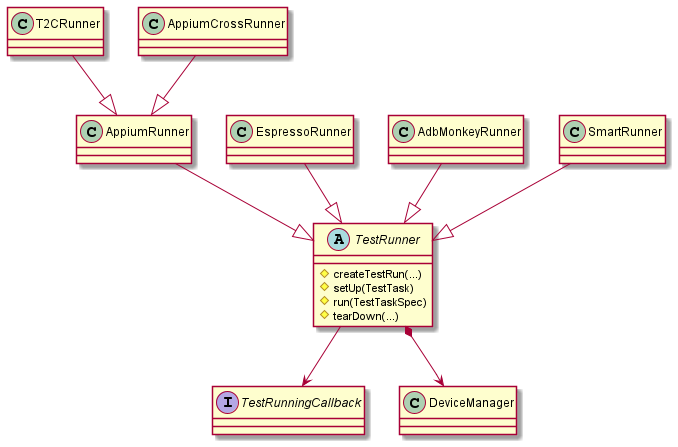 C T2CRunner
C AppiumCrossRunner
C AppiumRunner
C EspressoRunner
C AdbMonkeyRunner
C SmartRunner
A TestRunner
createTestRun(...)
setUp(TestTask)
run(TestTaskSpec)
tearDown(...)
I TestRunningCallback
C DeviceManager